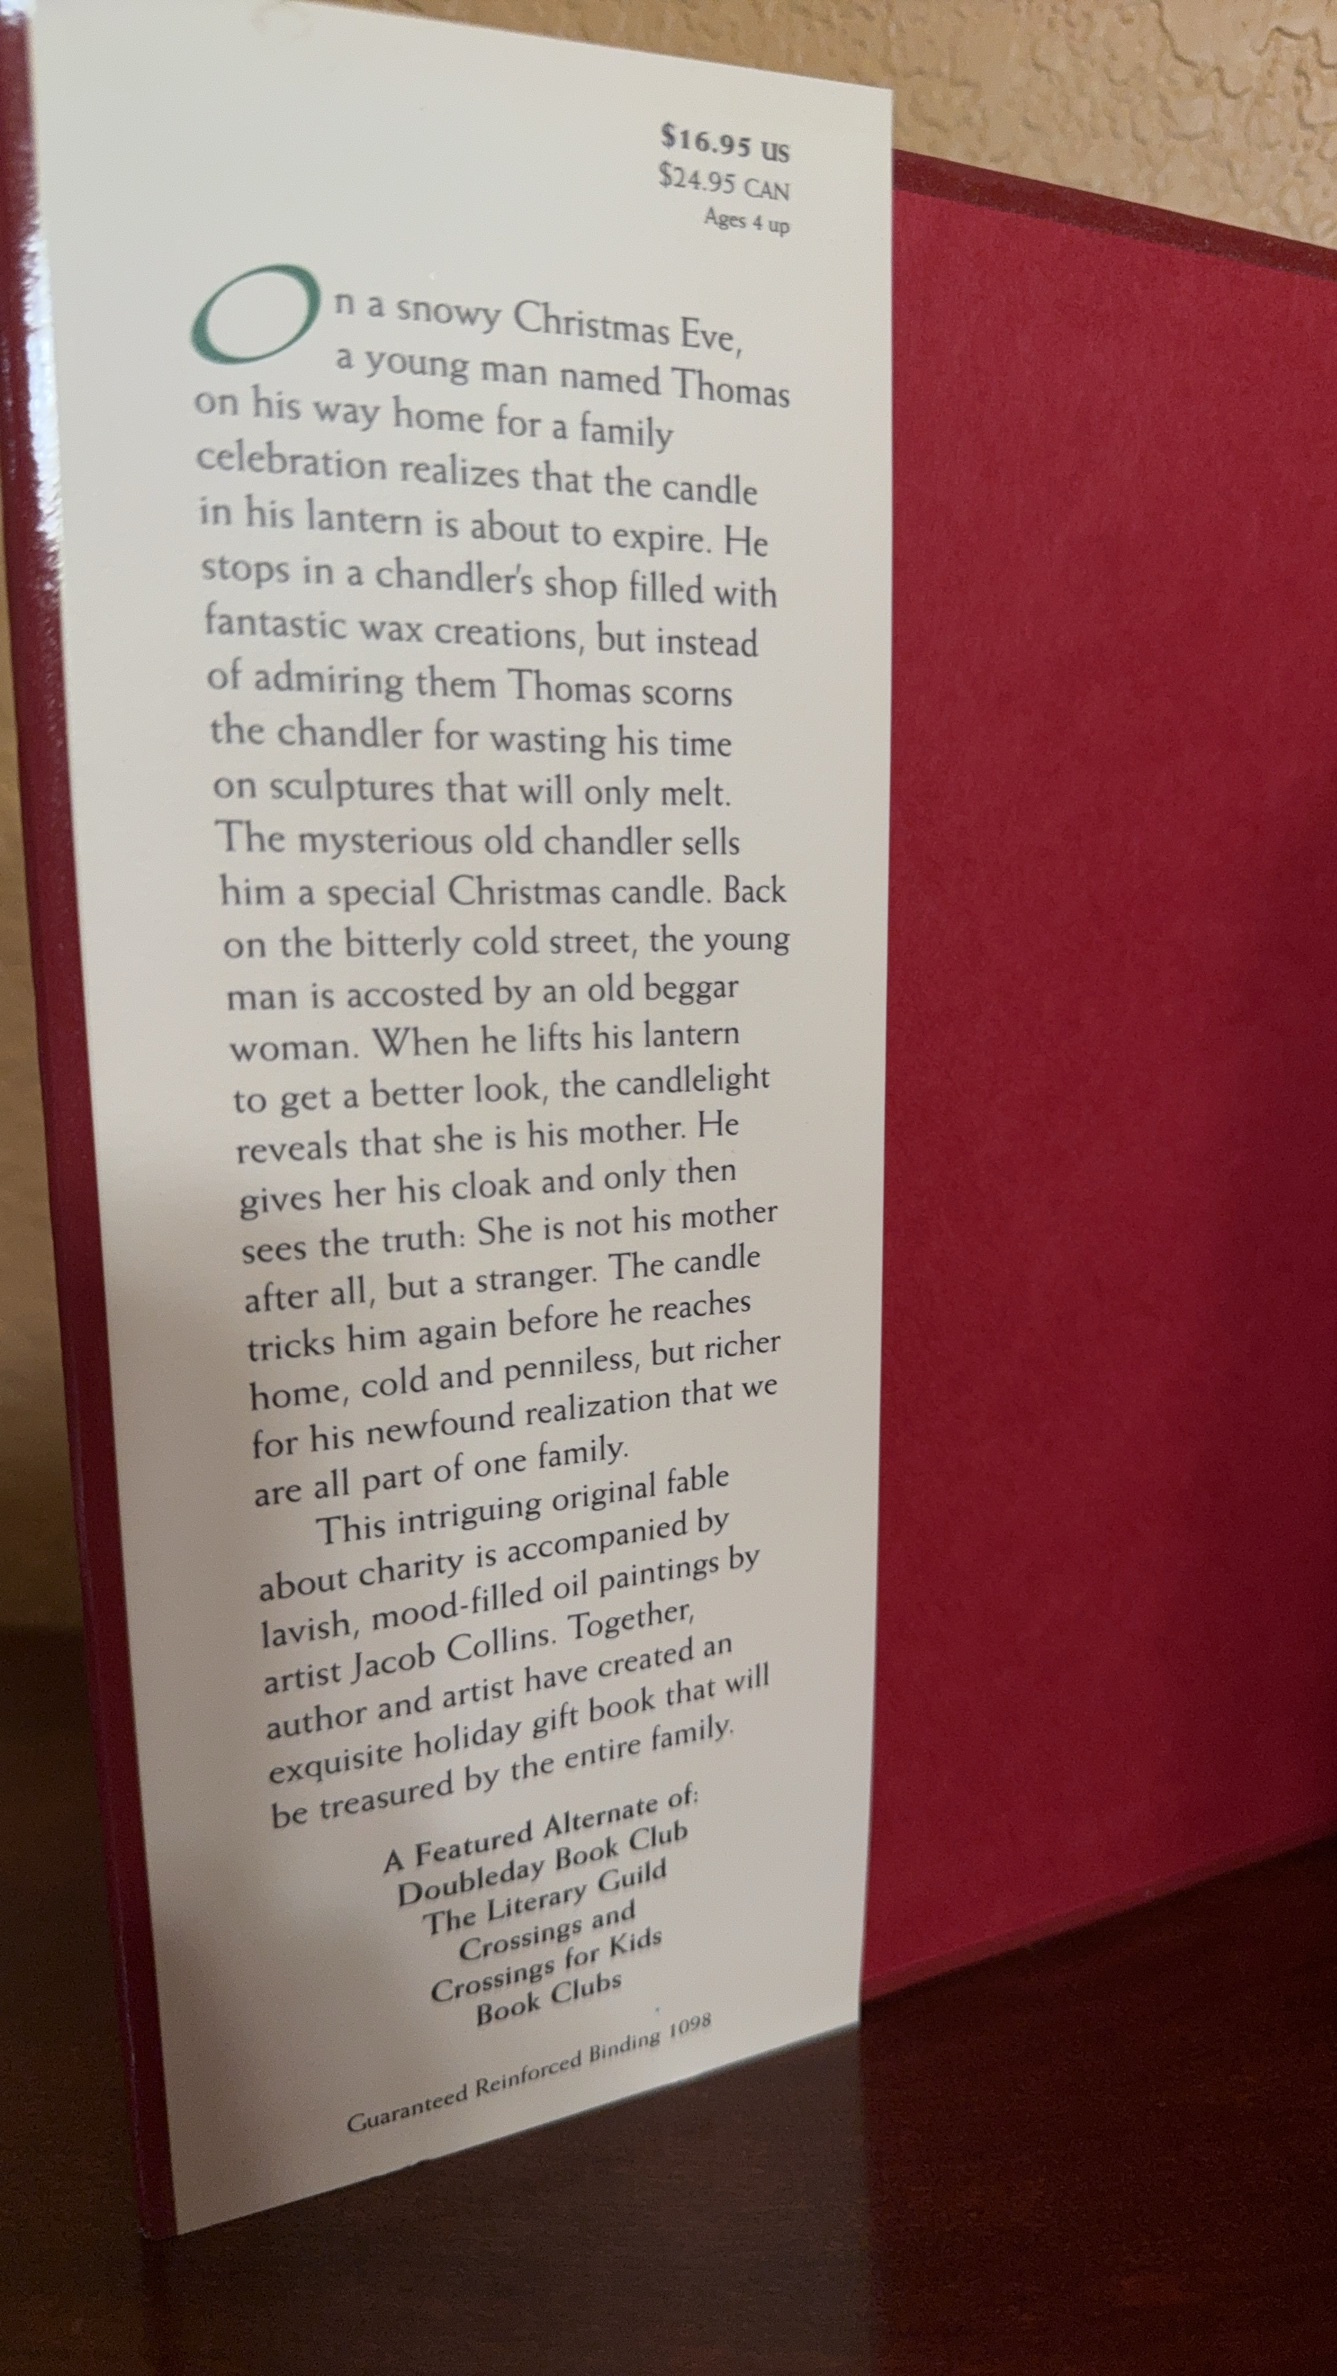 $16.95 US
$24.95 CAN
Ages 4 up
On a snowy Christmas Eve,
a young man named Thomas
on his way home for a family
celebration realizes that the candle
in his lantern is about to expire. He
stops in a chandler's shop filled with
fantastic wax creations, but instead
of admiring them Thomas scorns
the chandler for wasting his time
on sculptures that will only melt.
The mysterious old chandler sells
him a special Christmas candle. Back
on the bitterly cold street, the young
man is accosted by an old beggar
woman. When he lifts his lantern
to get a better look, the candlelight
reveals that she is his mother. He
gives her his cloak and only then
sees the truth: She is not his mother
after all, but a stranger. The candle
tricks him again before he reaches
home, cold and penniless, but richer
for his newfound realization that we
are all part of one family.
This intriguing original fable
about charity is accompanied by
lavish, mood-filled oil paintings by
artist Jacob Collins. Together,
author and artist have created an
exquisite holiday gift book that will
be treasured by the entire family.
A Featured Alternate of:
Doubleday Book Club
The Literary Guild
Crossings and
Crossings for Kids
Book Clubs
Guaranteed Reinforced Binding 1098